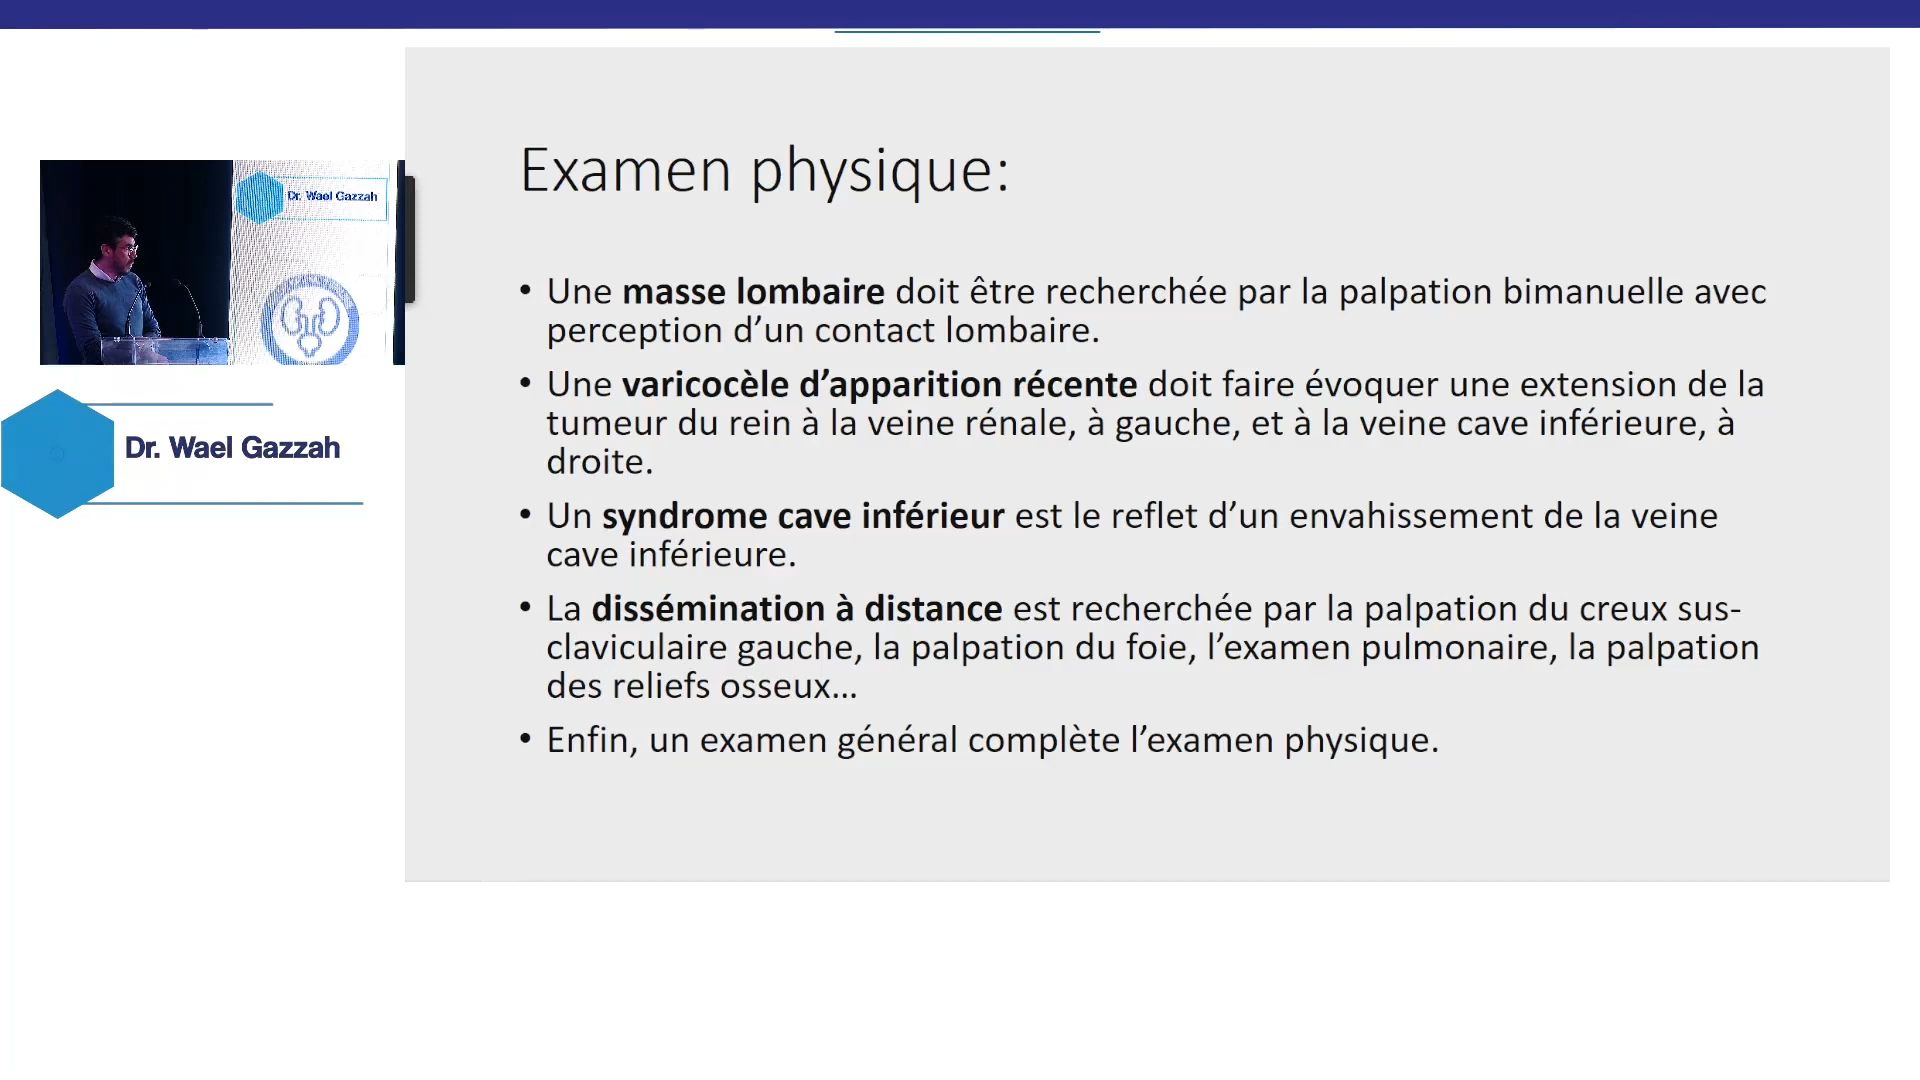 Examen physique:
Dr. Wael Gazzah
Dr. Wael Gazzah
• Une masse lombaire doit être recherchée par la palpation bimanuelle avec
perception d’un contact lombaire.
• Une varicocèle d’apparition récente doit faire évoquer une extension de la
tumeur du rein à la veine rénale, à gauche, et à la veine cave inférieure, à
droite.
• Un syndrome cave inférieur est le reflet d’un envahissement de la veine
cave inférieure.
• La dissémination à distance est recherchée par la palpation du creux sus-
claviculaire gauche, la palpation du foie, l’examen pulmonaire, la palpation
des reliefs osseux...
• Enfin, un examen général complète l’examen physique.